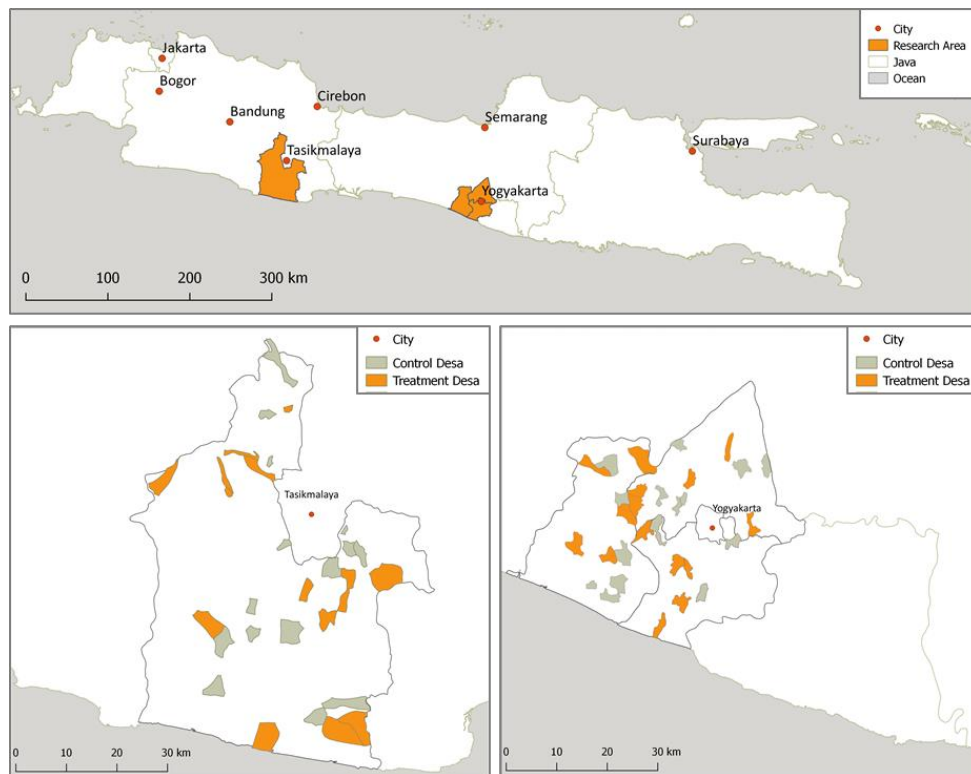 Jakarta
Bogor
Bandung
Cirebon
Tasikmalaya
Semarang
Yogyakarta
Surabaya
City
Research Area
Java
Ocean
0 100 200 300 km
City
Control Desa
Treatment Desa
Tasikmalaya
0 10 20 30 km
City
Control Desa
Treatment Desa
Yogyakarta
0 10 20 30 km